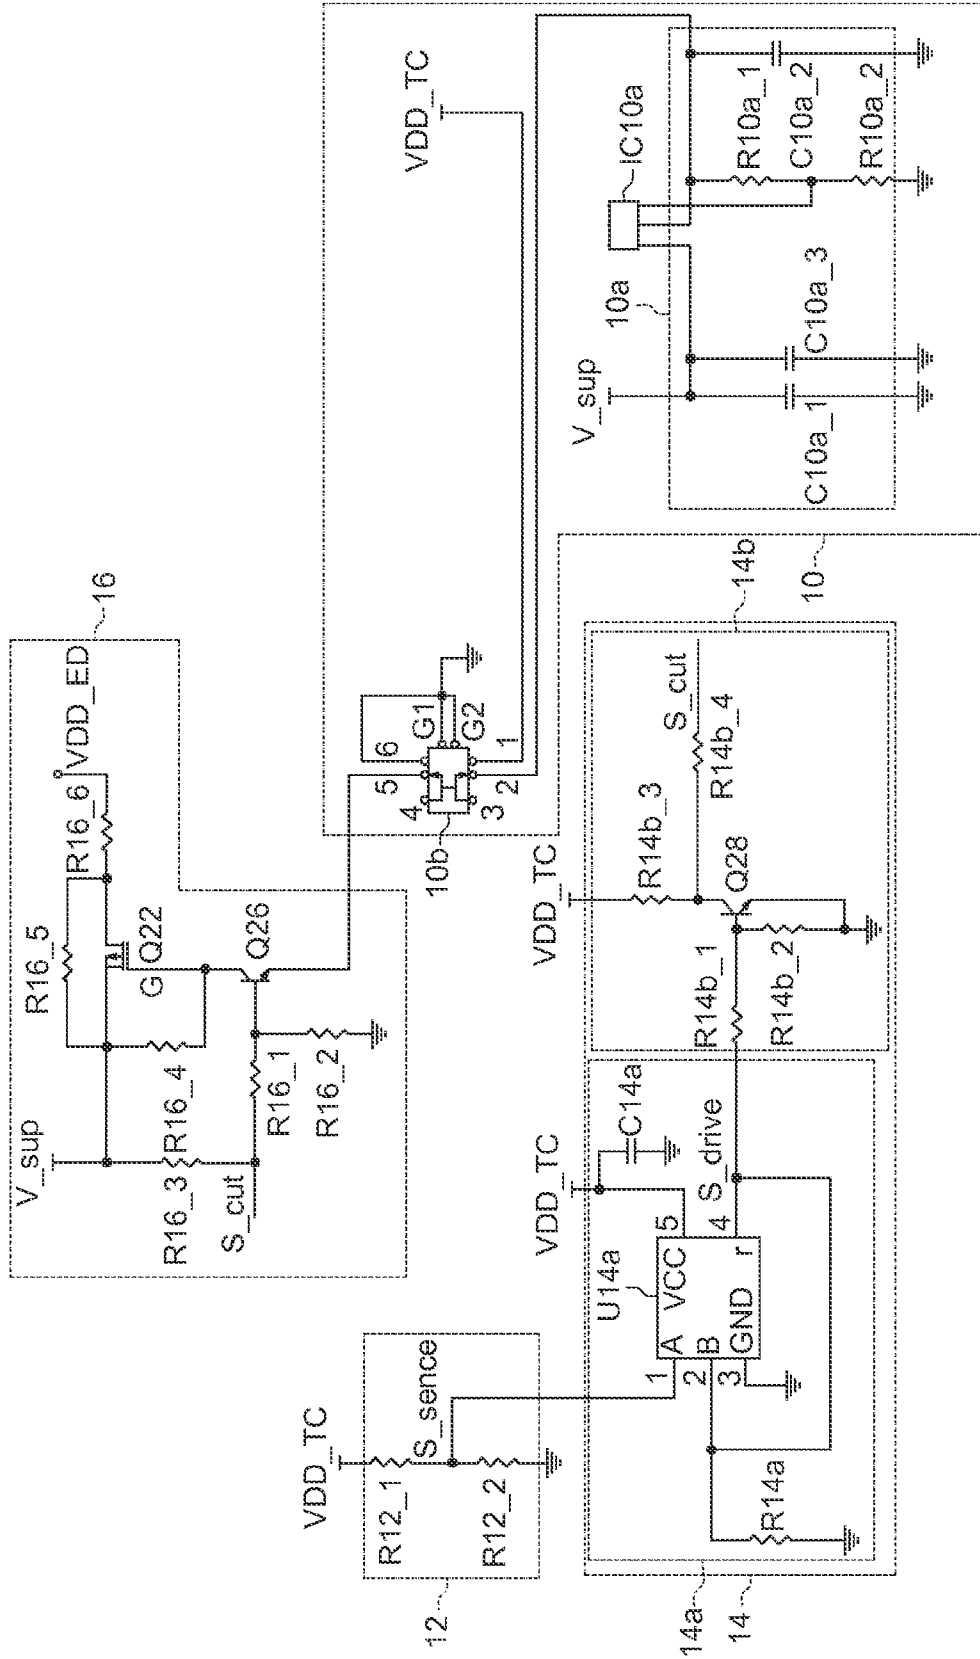 16
V_sup
R16_5
R16_6
VDD_ED
Q22
G
R16_4
R16_3
Q26
S_cut
R16_1
R16_2
12
VDD_TC
R12_1
S_sence
R12_2
10b
4
5
6
G1
G2
3
2
1
VDD_TC
10
V_sup
10a
IC10a
C10a_1
C10a_3
R10a_1
C10a_2
R10a_2
14
14a
VDD_TC
C14a
U14a
1
A
VCC
5
2
B
3
GND
r
4
S_drive
R14a
14b
VDD_TC
R14b_3
S_cut
R14b_4
Q28
R14b_1
R14b_2